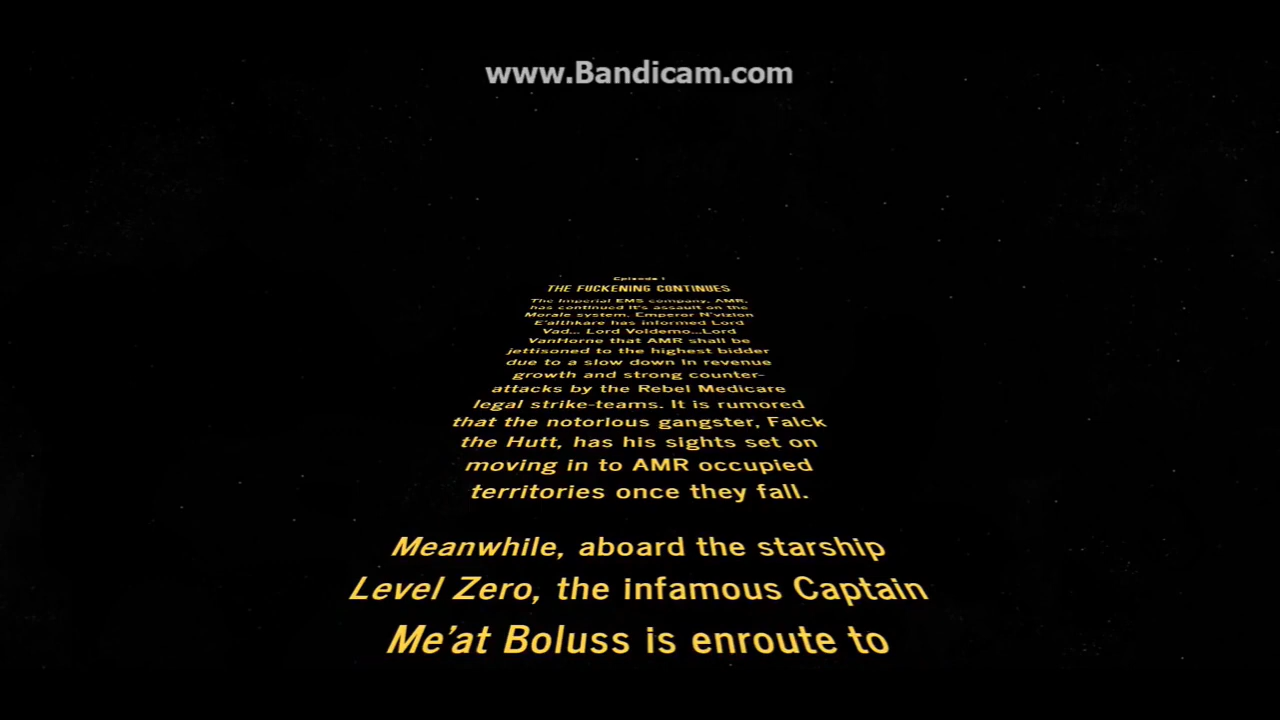 www.Bandicam.com
Episode I
THE FUCKENING CONTINUES
The Imperial EMS company, AMR,
has continued it's assault on the
Morale system. Emperor N'vizion
E'althkare has informed Lord
Vad... Lord Voldemo...Lord
VanHorne that AMR shall be
jettisoned to the highest bidder
due to a slow down in revenue
growth and strong counter-
attacks by the Rebel Medicare
legal strike-teams. It is rumored
that the notorious gangster, Falck
the Hutt, has his sights set on
moving in to AMR occupied
territories once they fall.
Meanwhile, aboard the starship
Level Zero, the infamous Captain
Me'at Boluss is enroute to